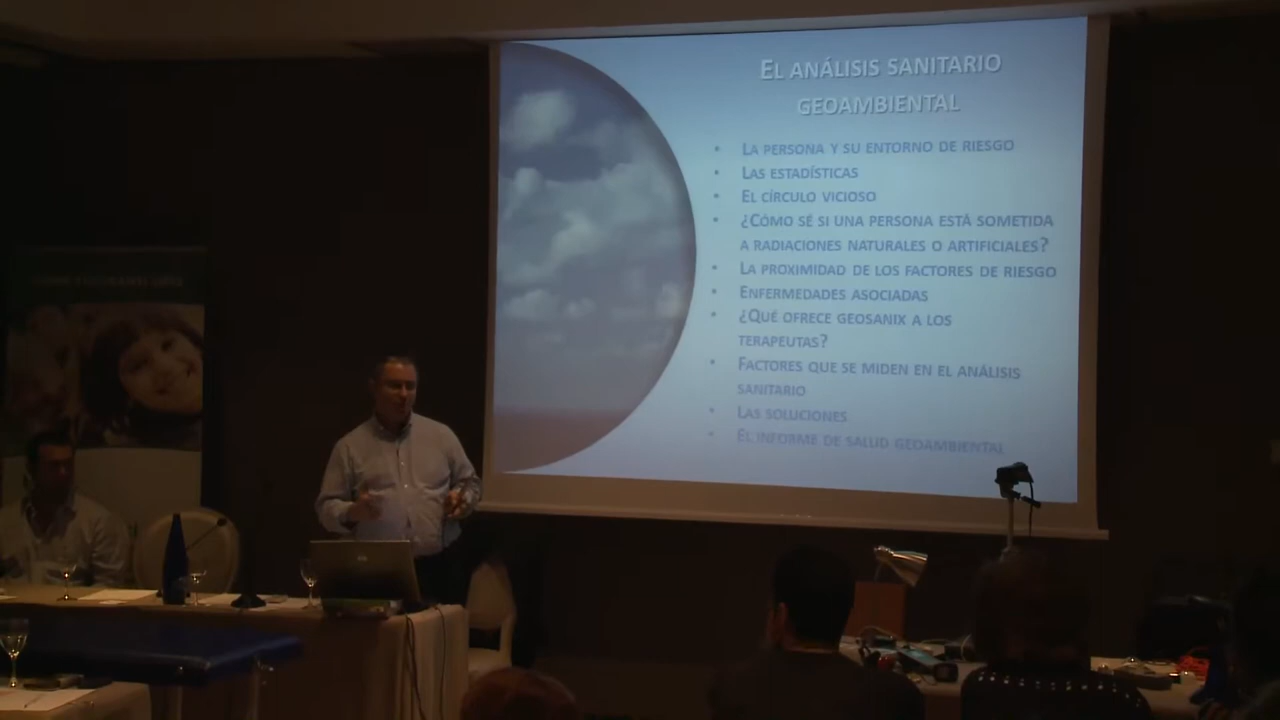 EL ANÁLISIS SANITARIO
GEOAMBIENTAL
• LA PERSONA Y SU ENTORNO DE RIESGO
• LAS ESTADÍSTICAS
• EL CÍRCULO VICIOSO
• ¿CÓMO SÉ SI UNA PERSONA ESTÁ SOMETIDA
A RADIACIONES NATURALES O ARTIFICIALES?
• LA PROXIMIDAD DE LOS FACTORES DE RIESGO
• ENFERMEDADES ASOCIADAS
• ¿QUÉ OFRECE GEOSANIX A LOS
TERAPEUTAS?
• FACTORES QUE SE MIDEN EN EL ANÁLISIS
SANITARIO
• LAS SOLUCIONES
• EL INFORME DE SALUD GEOAMBIENTAL